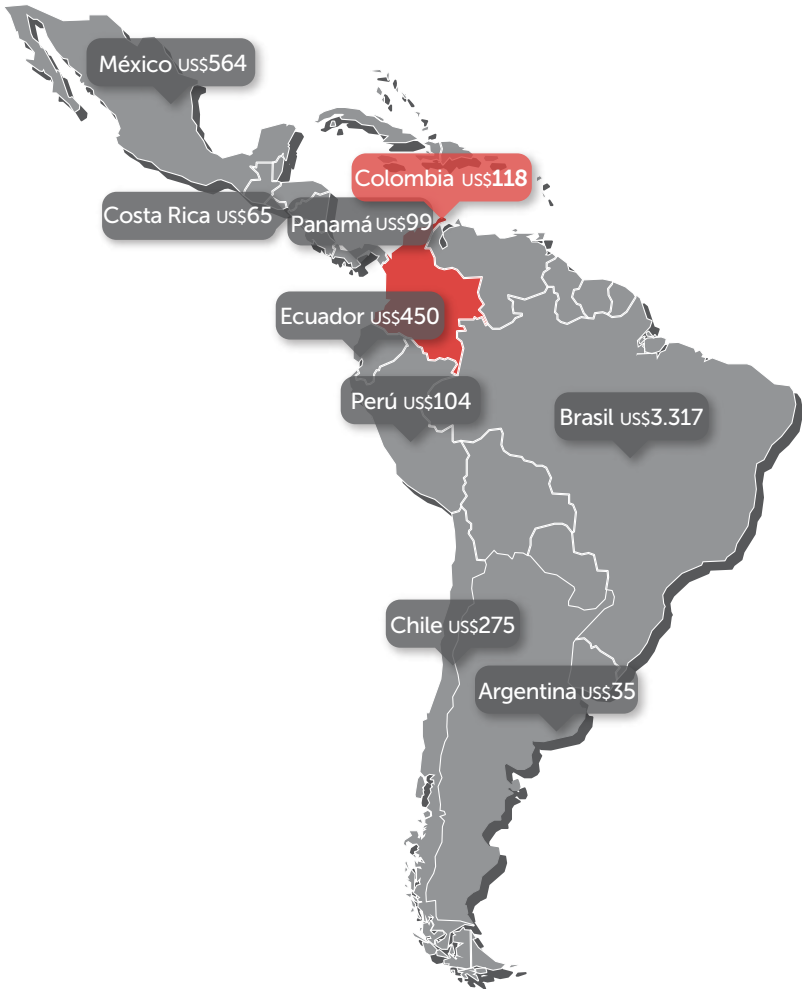 México US$564
Colombia US$118
Costa Rica US$65
Panamá US$99
Ecuador US$450
Perú US$104
Brasil US$3.317
Chile US$275
Argentina US$35